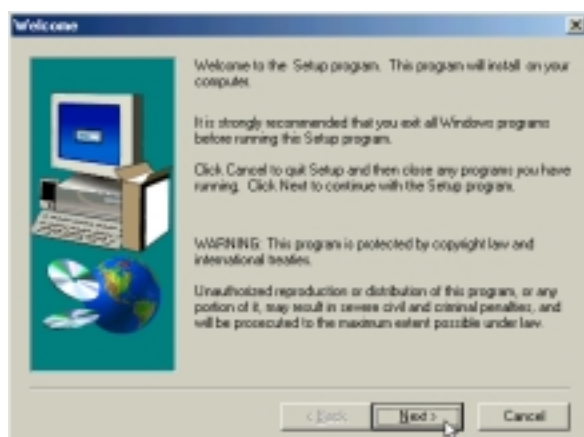 Welcome
Welcome to the Setup program. This program will install on your
computer.
It is strongly recommended that you exit all Windows programs
before running this Setup program.
Click Cancel to quit Setup and then close any programs you have
running. Click Next to continue with the Setup program.
WARNING: This program is protected by copyright law and
international treaties.
Unauthorized reproduction or distribution of this program, or any
portion of it, may result in severe civil and criminal penalties, and
will be prosecuted to the maximum extent possible under law.
< Back
Next >
Cancel